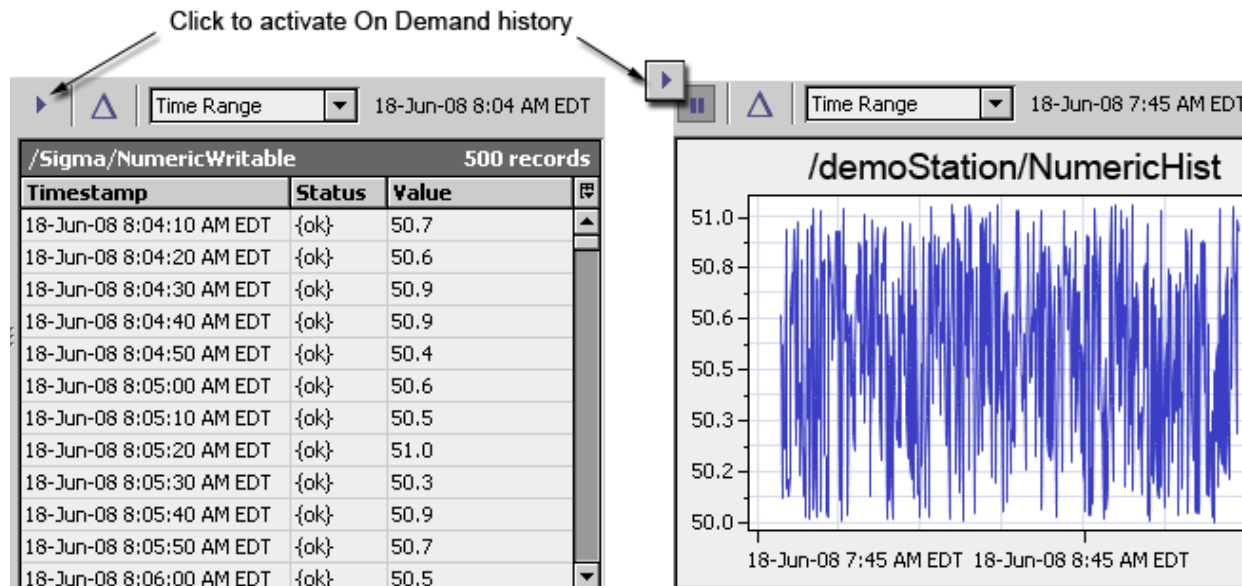 Click to activate On Demand history
Time Range 18-Jun-08 8:04 AM EDT
/Sigma/NumericWritable 500 records
Timestamp Status Value
18-Jun-08 8:04:10 AM EDT {ok} 50.7
18-Jun-08 8:04:20 AM EDT {ok} 50.6
18-Jun-08 8:04:30 AM EDT {ok} 50.9
18-Jun-08 8:04:40 AM EDT {ok} 50.9
18-Jun-08 8:04:50 AM EDT {ok} 50.4
18-Jun-08 8:05:00 AM EDT {ok} 50.6
18-Jun-08 8:05:10 AM EDT {ok} 50.5
18-Jun-08 8:05:20 AM EDT {ok} 51.0
18-Jun-08 8:05:30 AM EDT {ok} 50.3
18-Jun-08 8:05:40 AM EDT {ok} 50.9
18-Jun-08 8:05:50 AM EDT {ok} 50.7
18-Jun-08 8:06:00 AM EDT {ok} 50.5
Time Range 18-Jun-08 7:45 AM EDT
/demoStation/NumericHist
51.0
50.8
50.6
50.5
50.3
50.2
50.0
18-Jun-08 7:45 AM EDT 18-Jun-08 8:45 AM EDT